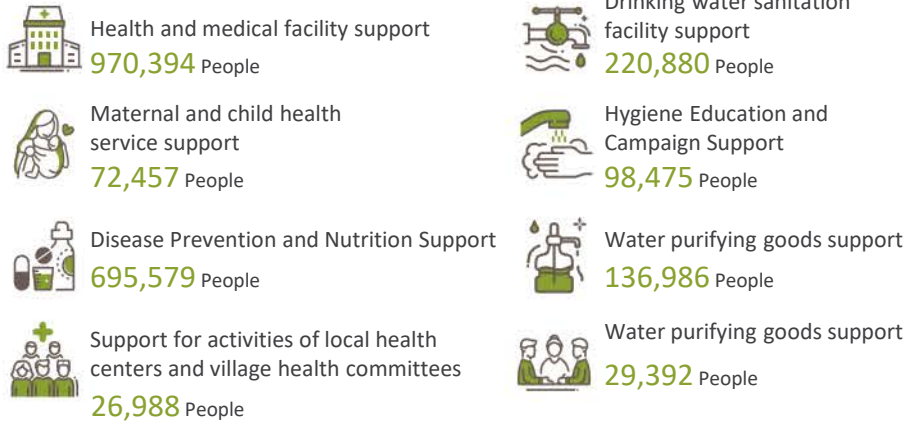 Health and medical facility support
970,394 People
Maternal and child health
service support
72,457 People
Disease Prevention and Nutrition Support
695,579 People
Support for activities of local health
centers and village health committees
26,988 People
Drinking water sanitation
facility support
220,880 People
Hygiene Education and
Campaign Support
98,475 People
Water purifying goods support
136,986 People
Water purifying goods support
29,392 People